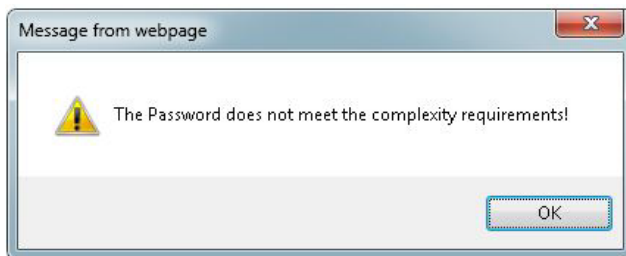 Message from webpage
The Password does not meet the complexity requirements!
OK